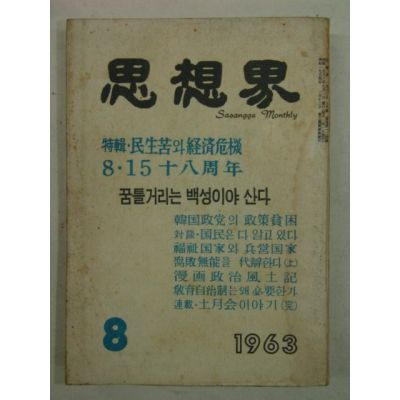 思想界
Sasangge Monthly
特輯·民生苦와 経済危機
8·15 十八周年
꿈틀거리는 백성이야 산다
韓国政党의 政策貧困
対談·国民은 다 알고 있다
福祉国家와 兵営国家
腐敗無能을 代辯한다 (上)
漫画政治風土記
教育自治制는 왜 必要한가
連載·土月会이야기 (完)
8
1963